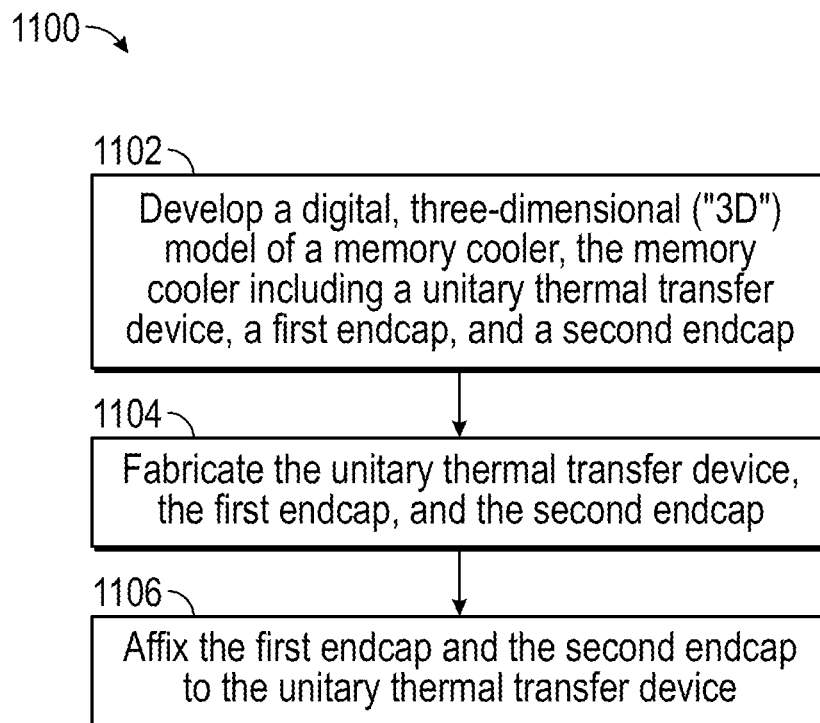 1100
1102
Develop a digital, three-dimensional ("3D")
model of a memory cooler, the memory
cooler including a unitary thermal transfer
device, a first endcap, and a second endcap
1104
Fabricate the unitary thermal transfer device,
the first endcap, and the second endcap
1106
Affix the first endcap and the second endcap
to the unitary thermal transfer device